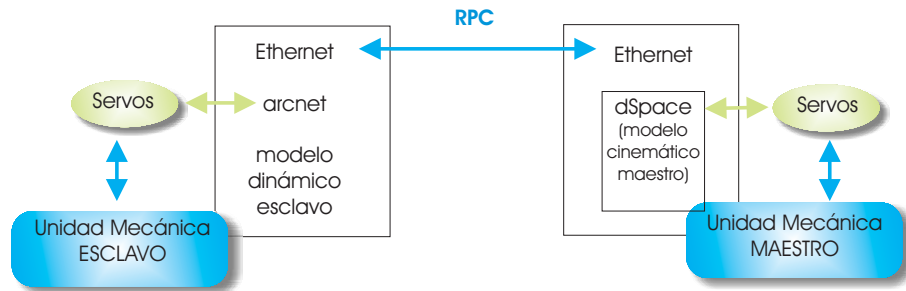 RPC
Ethernet
Servos
arcnet
modelo
dinámico
esclavo
Unidad Mecánica
ESCLAVO
Ethernet
dSpace
(modelo
cinemático
maestro)
Servos
Unidad Mecánica
MAESTRO